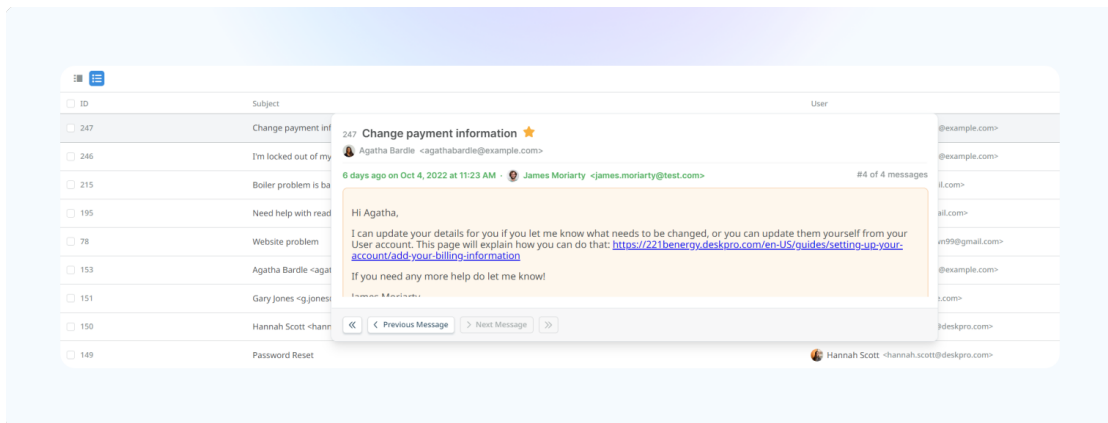 ID Subject User
247 Change payment inf @example.com>
246 I'm locked out of my @example.com>
215 Boiler problem is ba il.com>
195 Need help with read ail.com>
78 Website problem vn99@gmail.com>
153 Agatha Bardle <agat @example.com>
151 Gary Jones <g.jones e.com>
150 Hannah Scott <hann @deskpro.com>
149 Password Reset Hannah Scott <hannah.scott@deskpro.com>
247 Change payment information
Agatha Bardle <agathabardle@example.com>
6 days ago on Oct 4, 2022 at 11:23 AM · James Moriarty <james.moriarty@test.com> #4 of 4 messages
Hi Agatha,
I can update your details for you if you let me know what needs to be changed, or you can update them yourself from your
User account. This page will explain how you can do that: https://221benergy.deskpro.com/en-US/guides/setting-up-your-
account/add-your-billing-information
If you need any more help do let me know!
James Moriarty
Previous Message Next Message